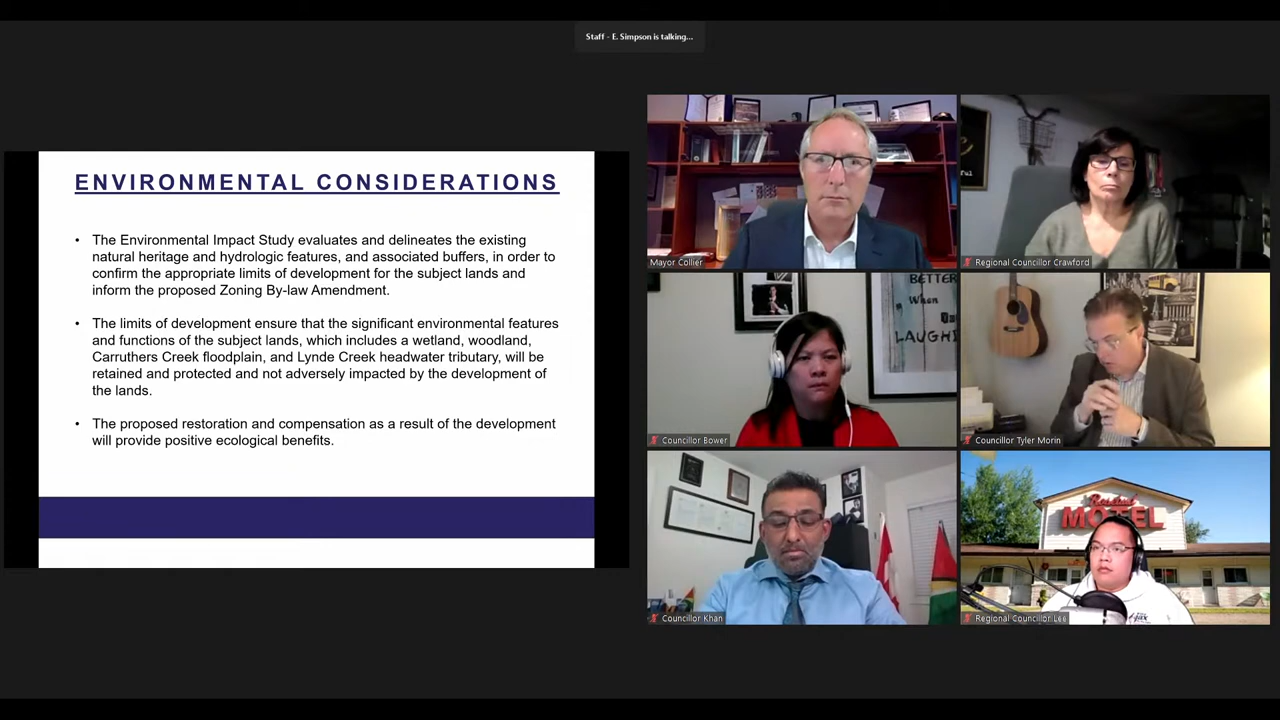 Staff - E. Simpson is talking...
ENVIRONMENTAL CONSIDERATIONS
• The Environmental Impact Study evaluates and delineates the existing
natural heritage and hydrologic features, and associated buffers, in order to
confirm the appropriate limits of development for the subject lands and
inform the proposed Zoning By-law Amendment.
• The limits of development ensure that the significant environmental features
and functions of the subject lands, which includes a wetland, woodland,
Carruthers Creek floodplain, and Lynde Creek headwater tributary, will be
retained and protected and not adversely impacted by the development of
the lands.
• The proposed restoration and compensation as a result of the development
will provide positive ecological benefits.
Mayor Collier
Regional Councillor Crawford
BETTER
When
LAUGHI
Councillor Bower
Councillor Tyler Morin
Councillor Khan
Rosebud
MOTEL
Regional Councillor Lee